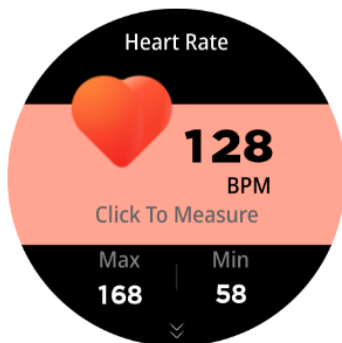 Heart Rate
128
BPM
Click To Measure
Max Min
168 58